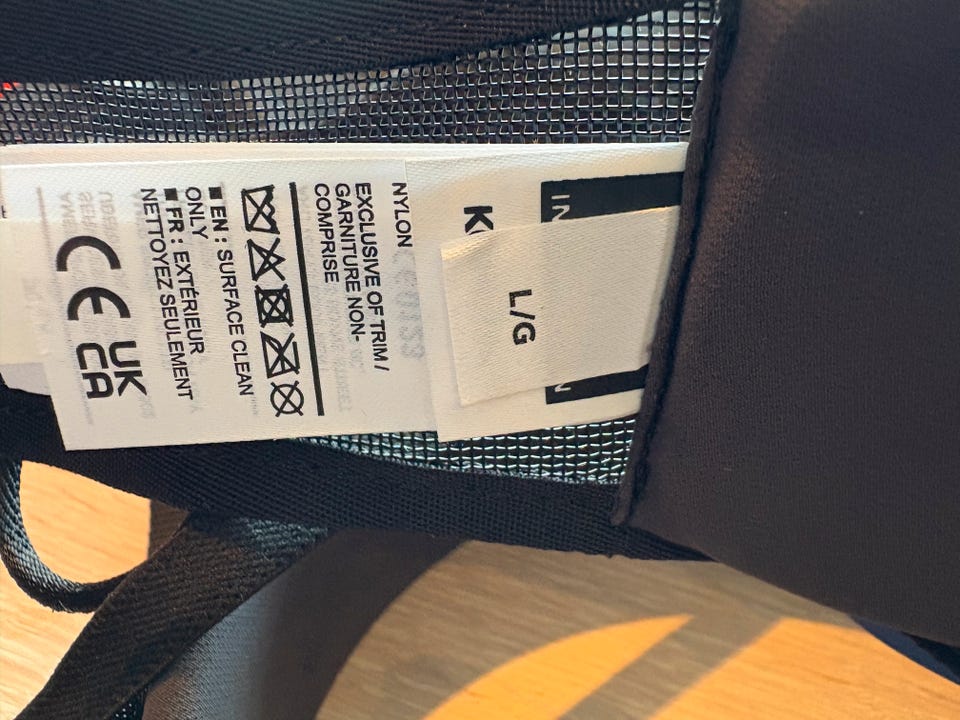 NYLON
EXCLUSIVE OF TRIM /
GARNITURE NON-
COMPRISE
■ EN : SURFACE CLEAN
ONLY
■ FR : EXTÉRIEUR
NETTOYEZ SEULEMENT
CE
UK
CA
L/G